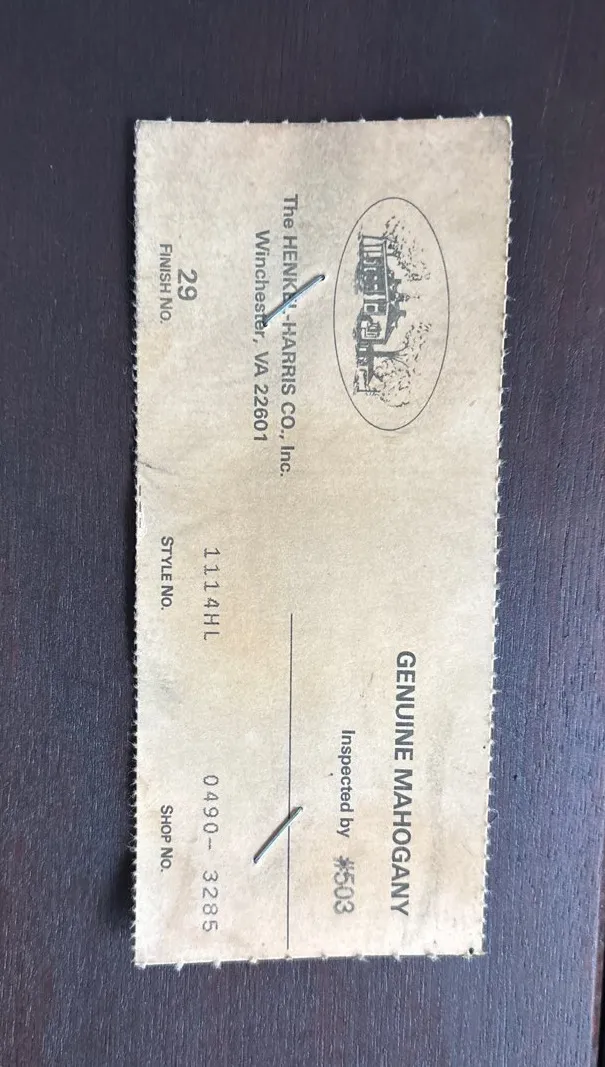 GENUINE MAHOGANY
Inspected by #503
The HENKEL-HARRIS CO., Inc.
Winchester, VA 22601
29 1114HL 0490- 3285
FINISH NO. STYLE NO. SHOP NO.